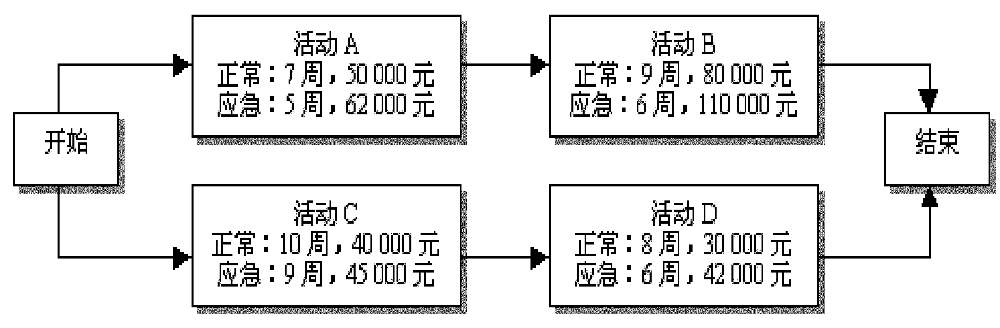 开始
活动 A
正常：7 周，50 000 元
应急：5 周，62 000 元
活动 B
正常：9 周，80 000 元
应急：6 周，110 000 元
活动 C
正常：10 周，40 000 元
应急：9 周，45 000 元
活动 D
正常：8 周，30 000 元
应急：6 周，42 000 元
结束